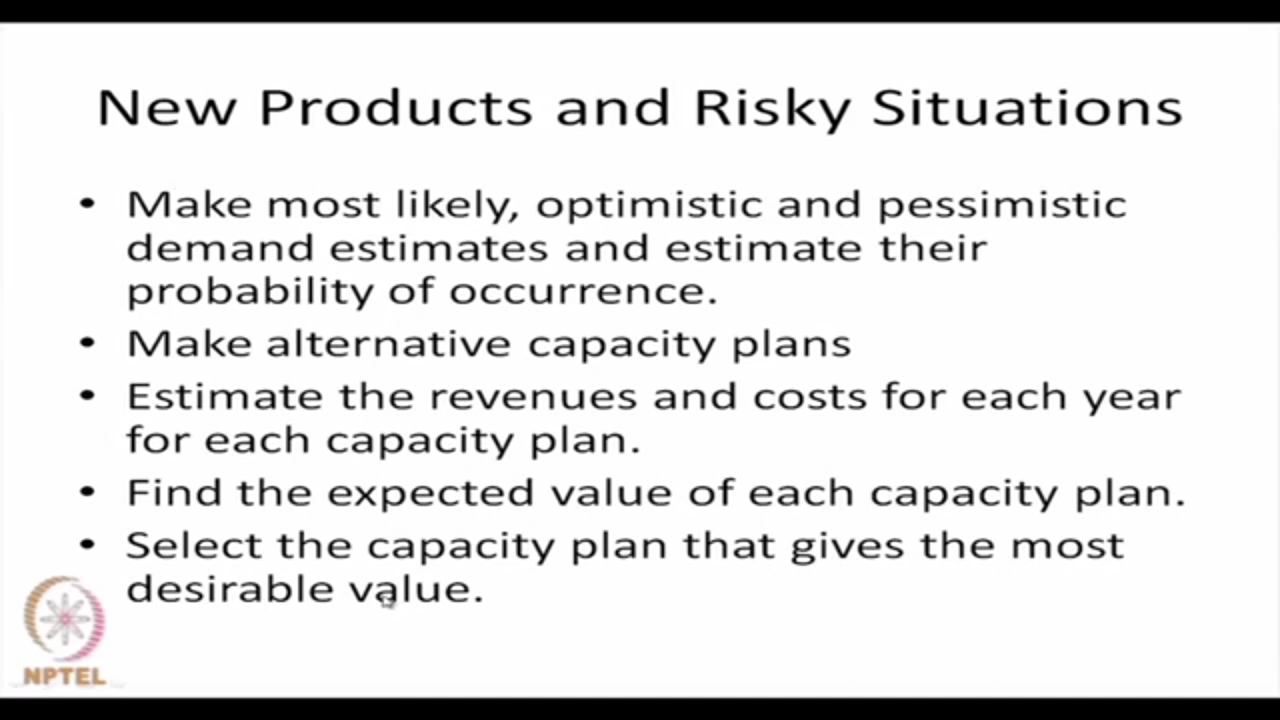 New Products and Risky Situations
• Make most likely, optimistic and pessimistic
demand estimates and estimate their
probability of occurrence.
• Make alternative capacity plans
• Estimate the revenues and costs for each year
for each capacity plan.
• Find the expected value of each capacity plan.
• Select the capacity plan that gives the most
desirable value.
NPTEL